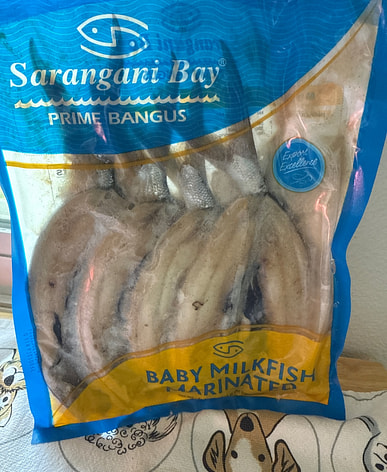 Sarangani Bay®
PRIME BANGUS
Export
Excellence
BABY MILKFISH
MARINATED